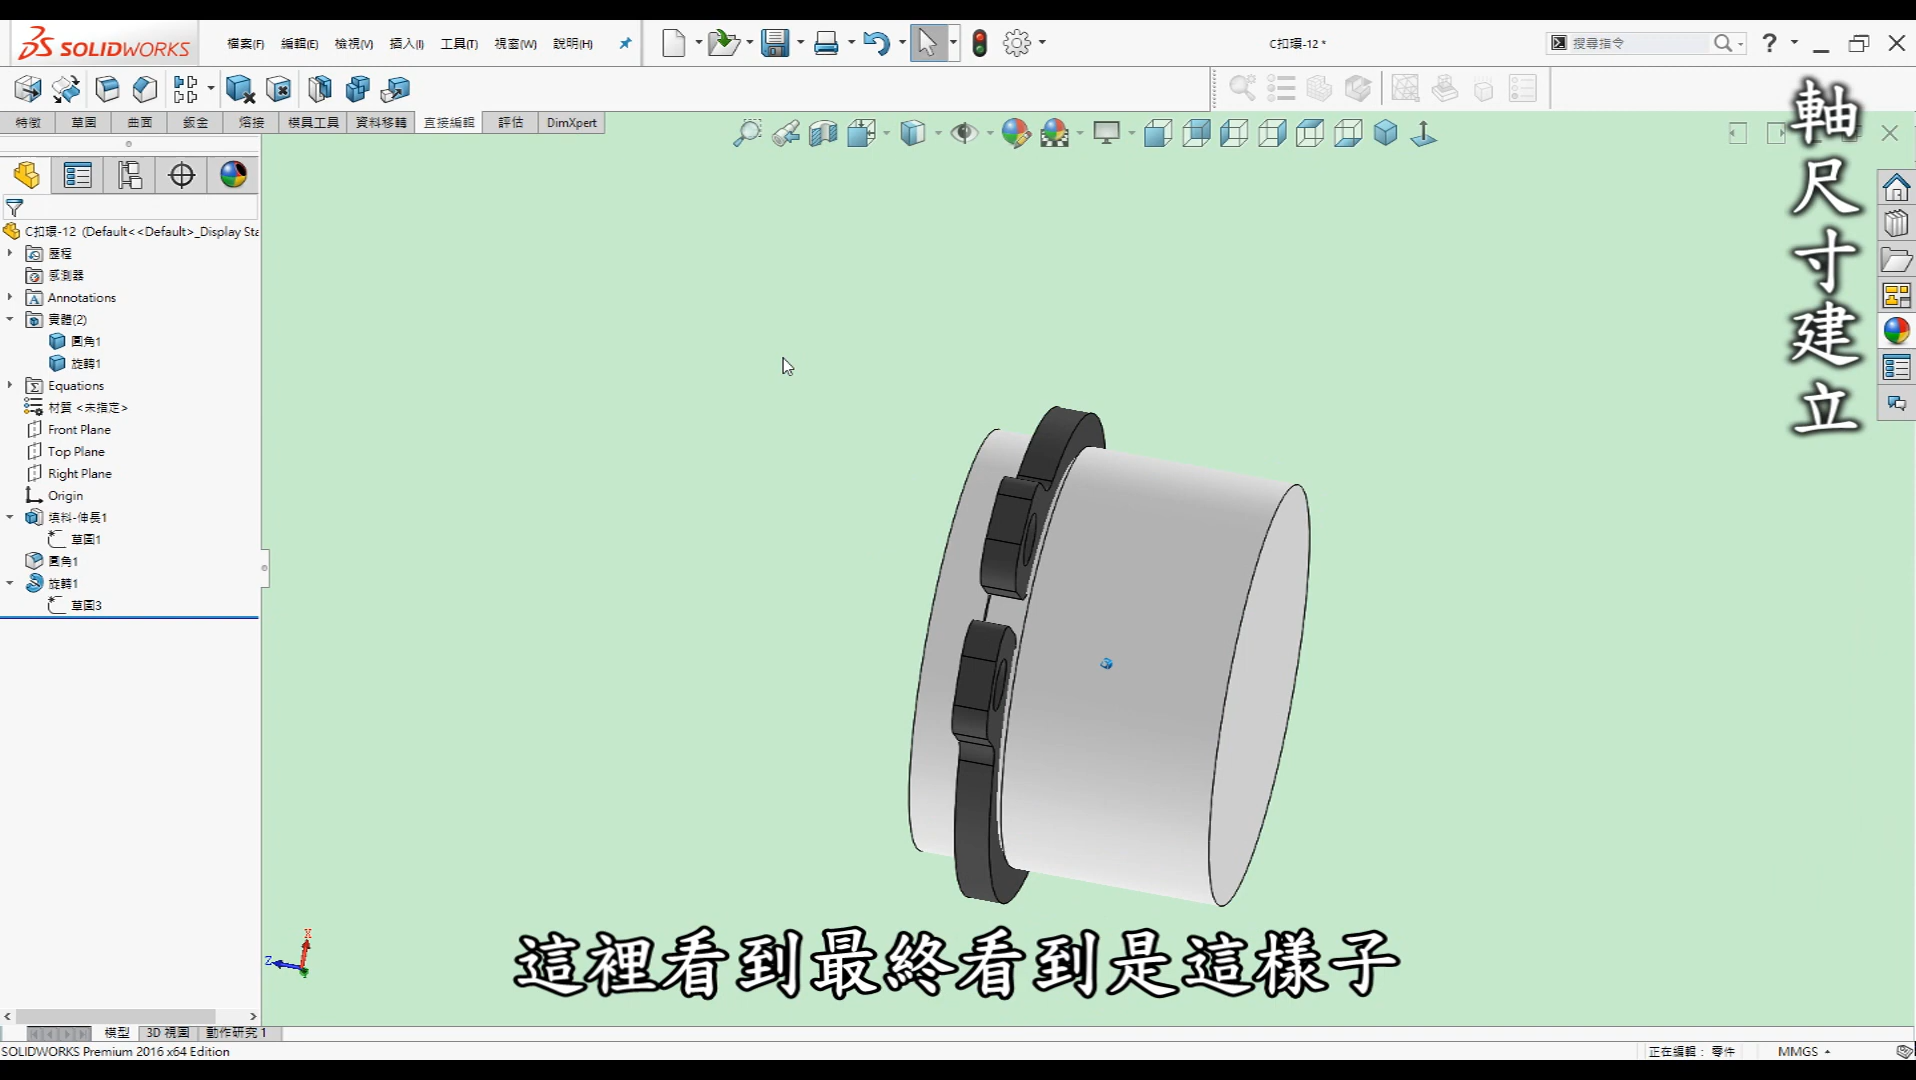 SOLIDWORKS
檔案(F) 編輯(E) 檢視(V) 插入(I) 工具(T) 視窗(W) 說明(H)
C扣環-12 *
搜尋指令
特徵 草圖 曲面 鈑金 熔接 模具工具 資料移轉 直接編輯 評估 DimXpert
C扣環-12 (Default<<Default>_Display Sta
歷程
感測器
Annotations
實體(2)
圓角1
旋轉1
Equations
材質 <未指定>
Front Plane
Top Plane
Right Plane
Origin
填料-伸長1
草圖1
圓角1
旋轉1
草圖3
軸尺寸建立
X
Z
這裡看到最終看到是這樣子
模型 3D 視圖 動作研究 1
SOLIDWORKS Premium 2016 x64 Edition
正在編輯： 零件
MMGS